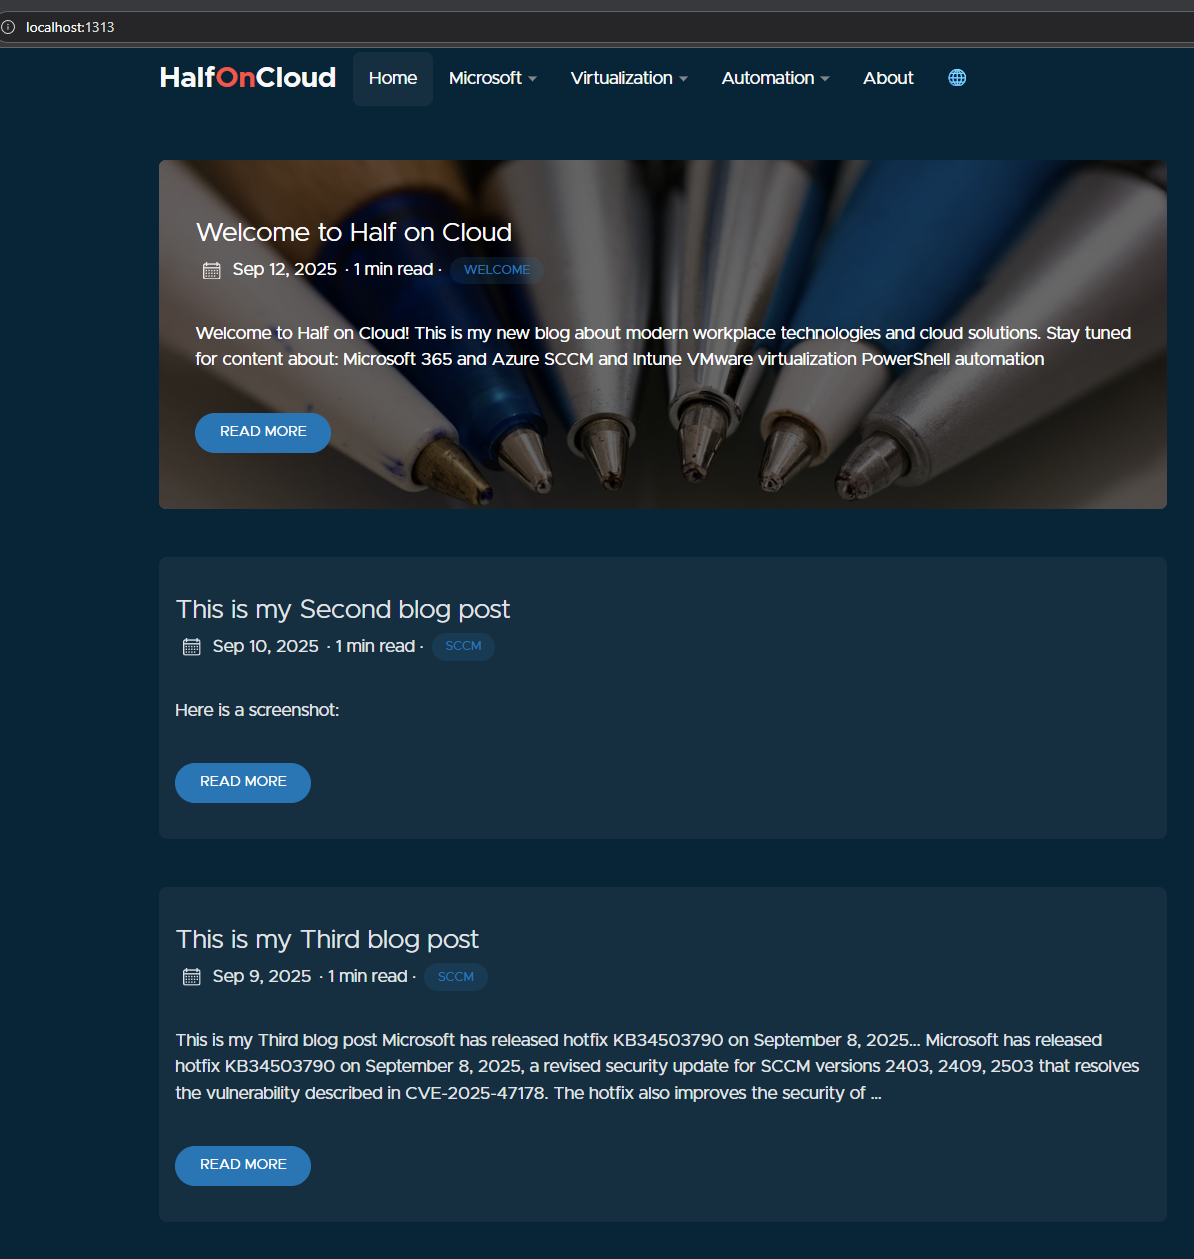 localhost:1313
HalfOnCloud Home Microsoft Virtualization Automation About
Welcome to Half on Cloud
Sep 12, 2025 · 1 min read · WELCOME
Welcome to Half on Cloud! This is my new blog about modern workplace technologies and cloud solutions. Stay tuned
for content about: Microsoft 365 and Azure SCCM and Intune VMware virtualization PowerShell automation
READ MORE
This is my Second blog post
Sep 10, 2025 · 1 min read · SCCM
Here is a screenshot:
READ MORE
This is my Third blog post
Sep 9, 2025 · 1 min read · SCCM
This is my Third blog post Microsoft has released hotfix KB34503790 on September 8, 2025... Microsoft has released
hotfix KB34503790 on September 8, 2025, a revised security update for SCCM versions 2403, 2409, 2503 that resolves
the vulnerability described in CVE-2025-47178. The hotfix also improves the security of ...
READ MORE